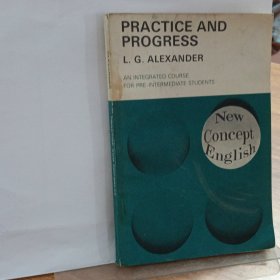 PRACTICE AND
PROGRESS
L. G. ALEXANDER
AN INTEGRATED COURSE
FOR PRE-INTERMEDIATE STUDENTS
New
Concept
English